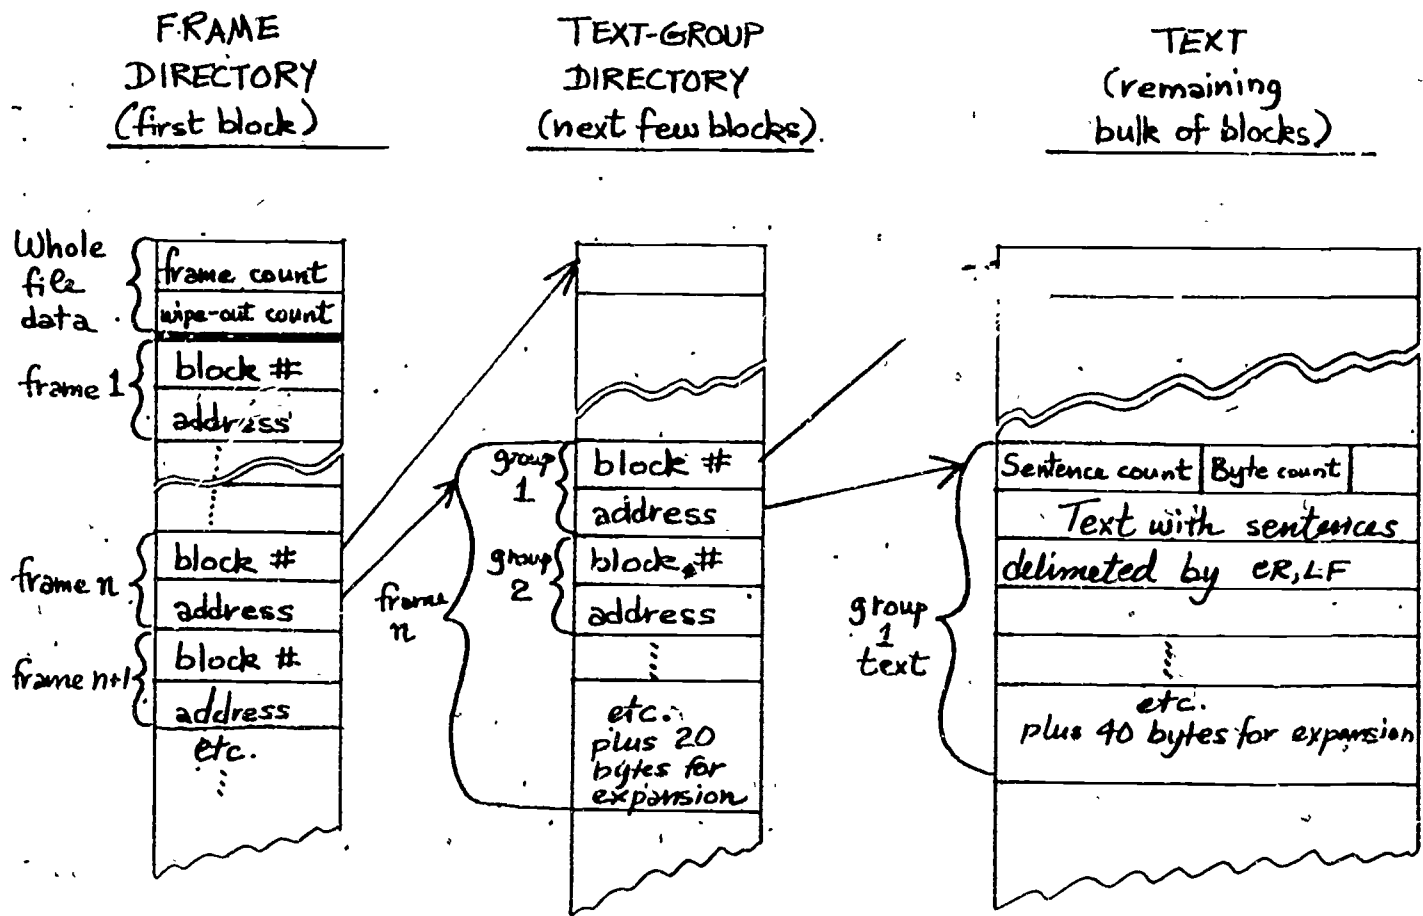 FRAME
DIRECTORY
(first block)
TEXT-GROUP
DIRECTORY
(next few blocks).
TEXT
(remaining
bulk of blocks)
Whole
file
data
frame count
wipe-out count
frame 1
block #
address
frame n
block #
address
frame n+1
block #
address
etc.
frame
n
group
1
block #
address
group
2
block #
address
etc.
plus 20
bytes for
expansion
group
1
text
Sentence count
Byte count
Text with sentences
delimeted by CR,LF
etc.
plus 40 bytes for expansion